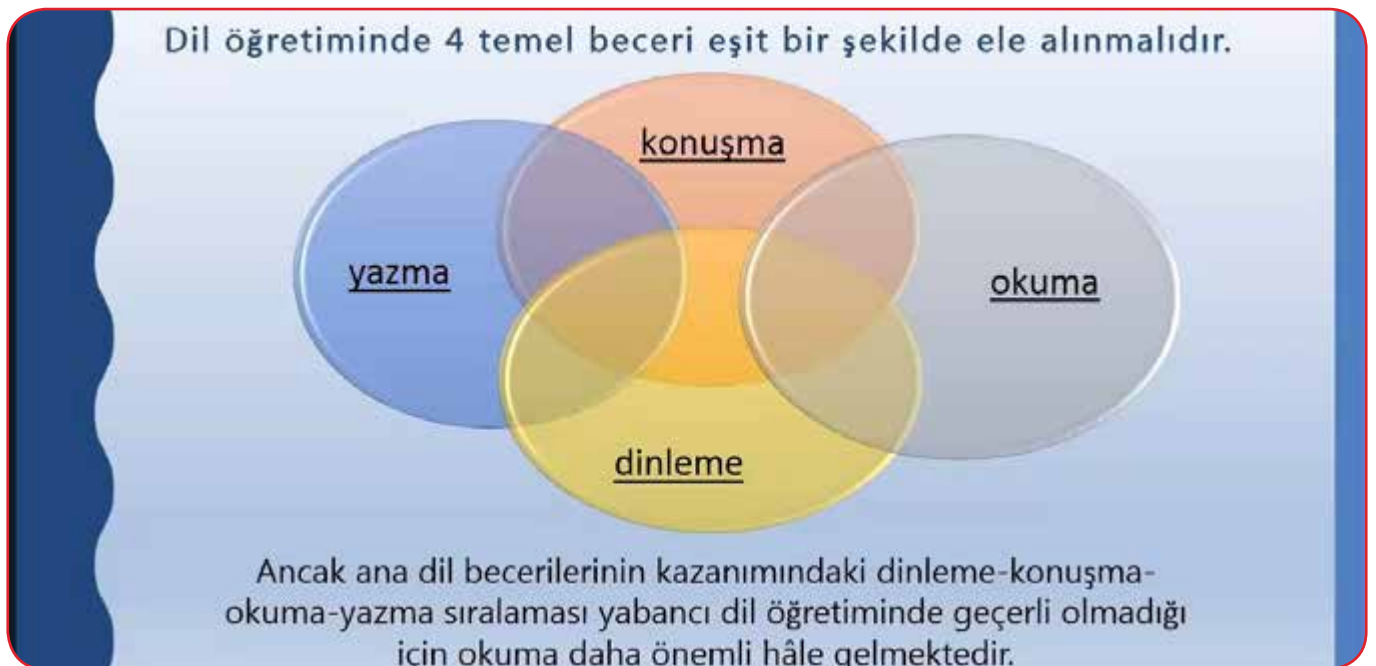 Dil öğretiminde 4 temel beceri eşit bir şekilde ele alınmalıdır.
konuşma
yazma
okuma
dinleme
Ancak ana dil becerilerinin kazanımındaki dinleme-konuşma-
okuma-yazma sıralaması yabancı dil öğretiminde geçerli olmadığı
için okuma daha önemli hâle gelmektedir.